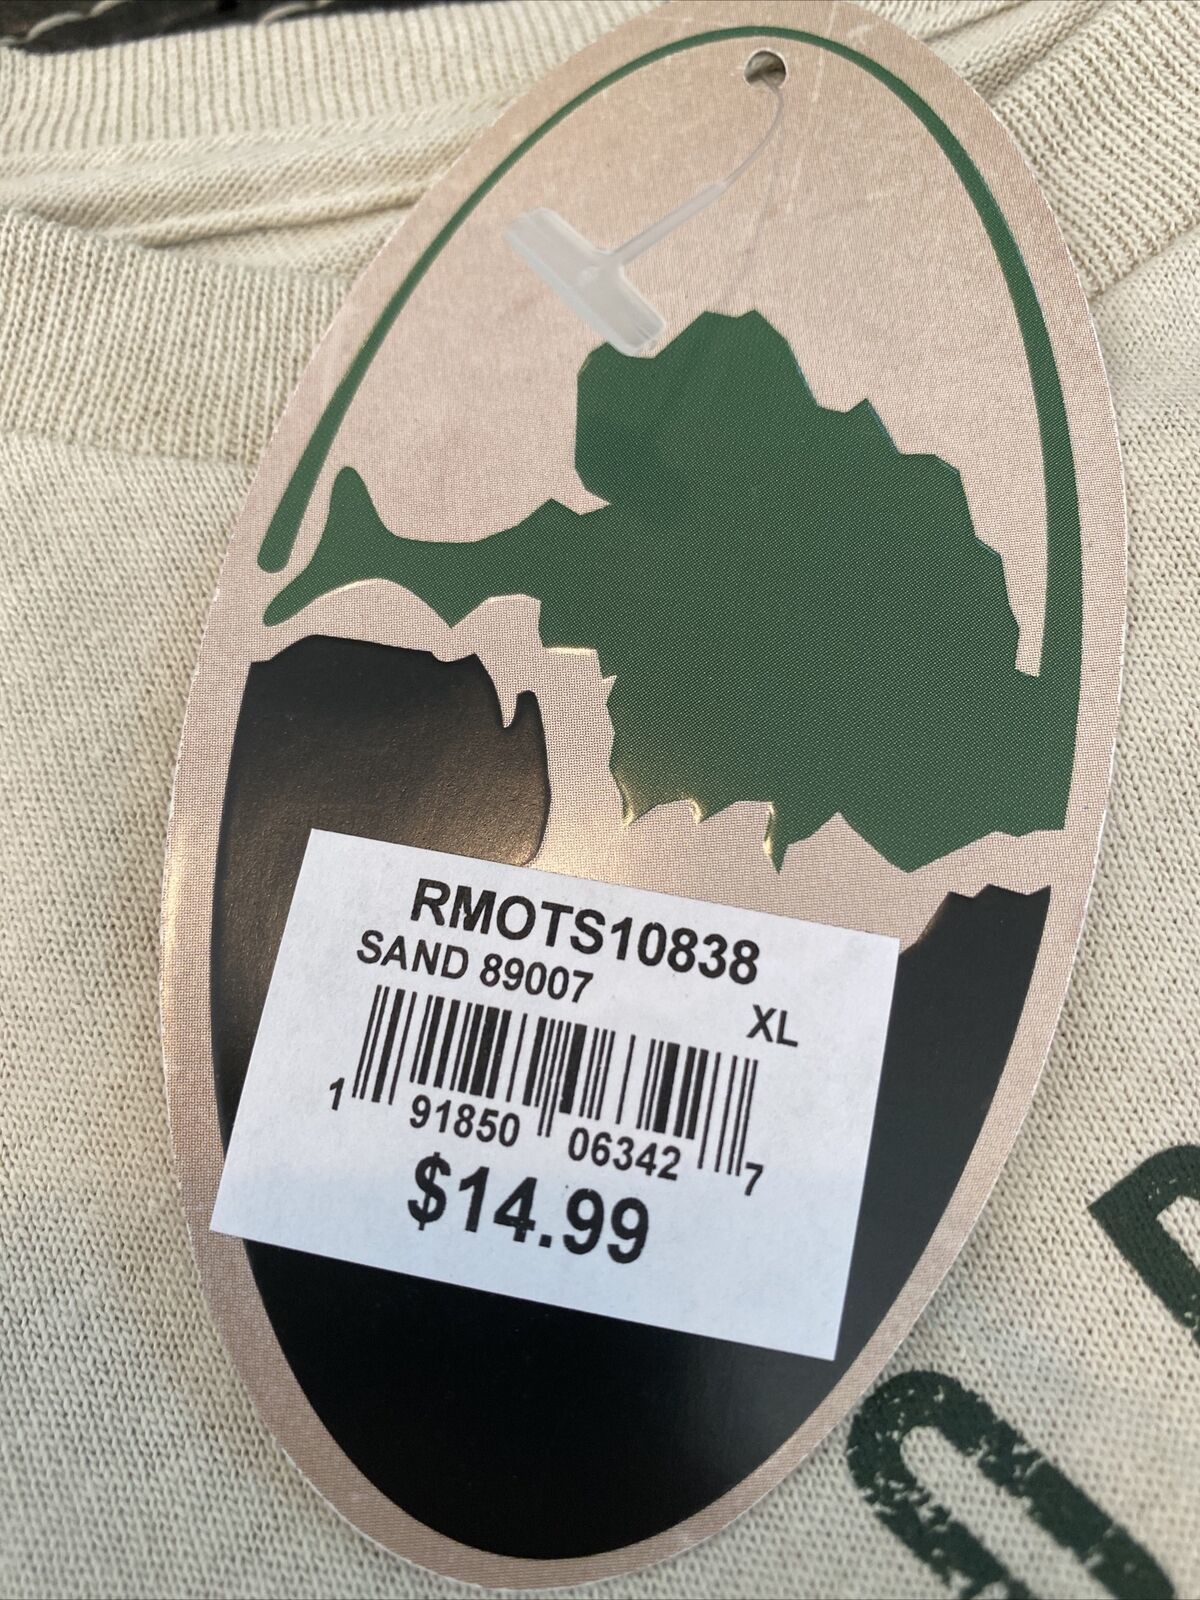 RMOTS10838
SAND 89007
XL
1 91850 06342 7
$14.99